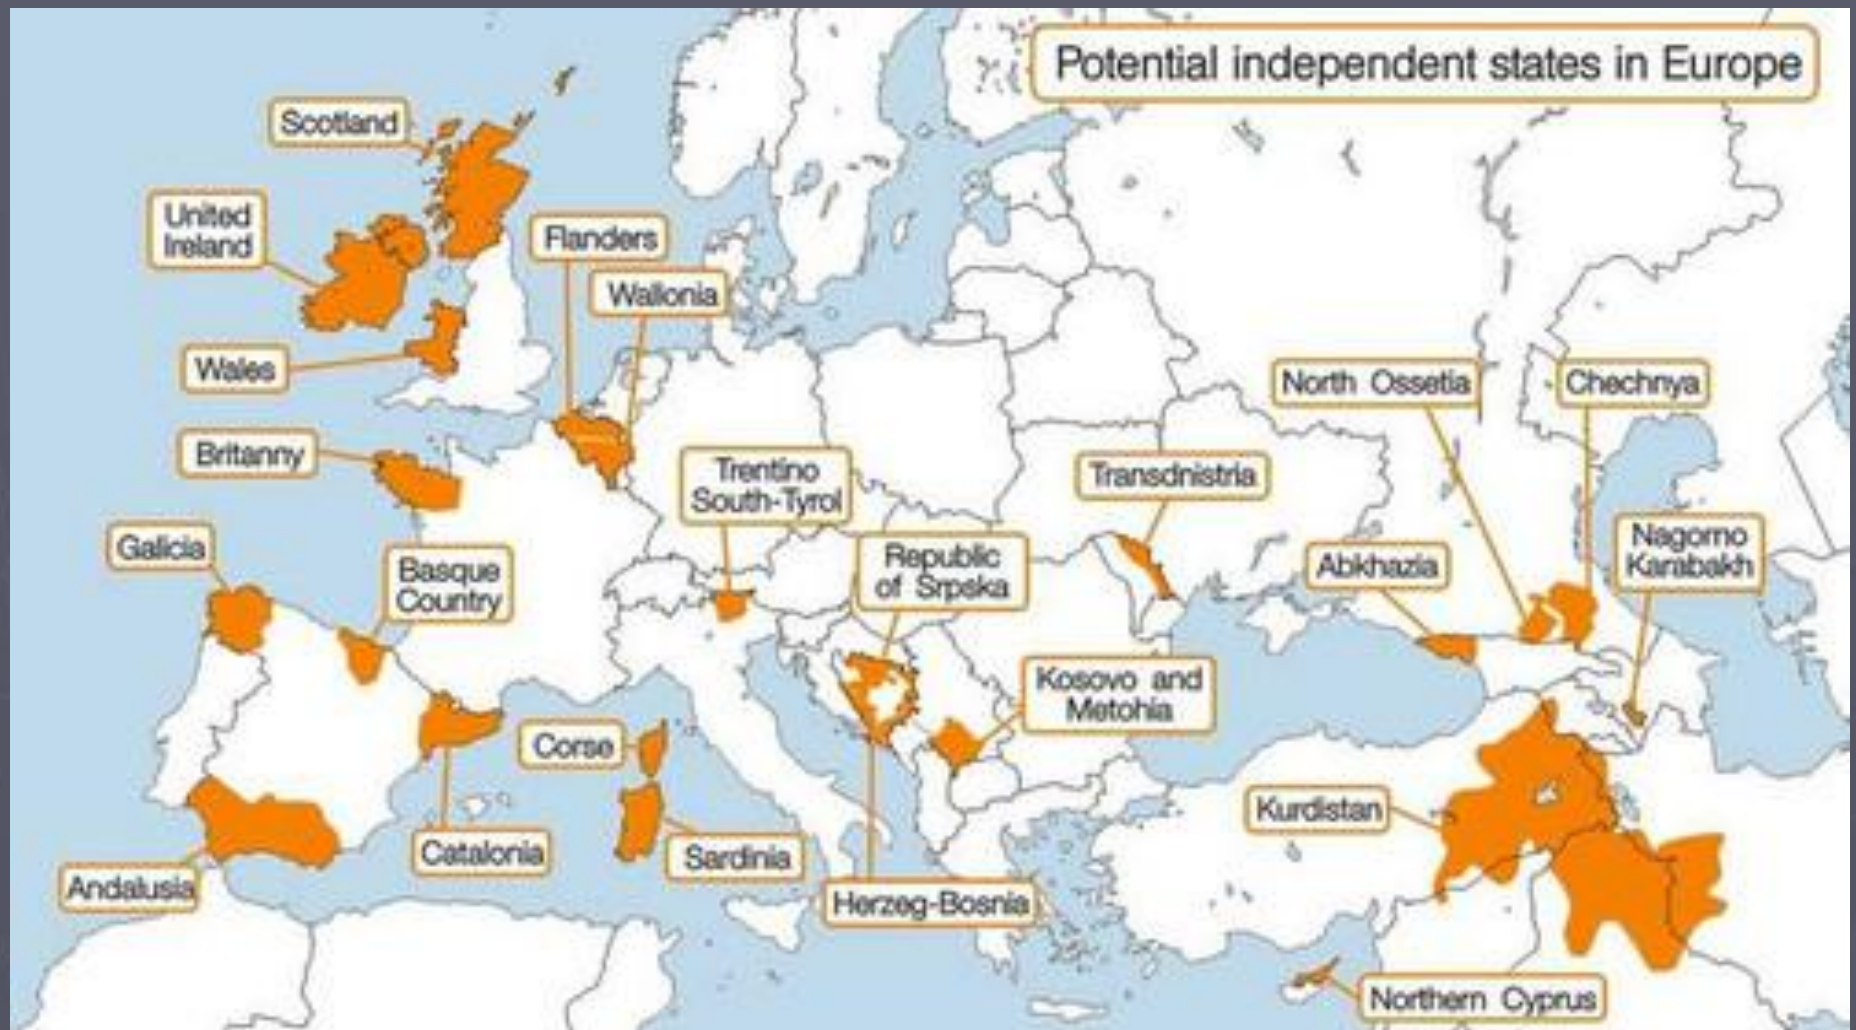 Potential independent states in Europe
Scotland
United
Ireland
Flanders
Wallonia
Wales
North Ossetia
Chechnya
Britanny
Trentino
South-Tyrol
Transdnistria
Galicia
Basque
Country
Republic
of Srpska
Abkhazia
Nagorno
Karabakh
Kosovo and
Metohia
Corse
Kurdistan
Catalonia
Sardinia
Andalusia
Herzeg-Bosnia
Northern Cyprus